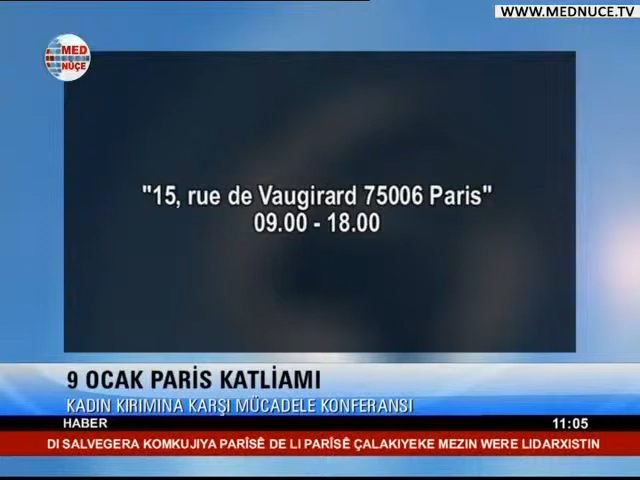 WWW.MEDNUCE.TV
MED
NUÇE
"15, rue de Vaugirard 75006 Paris"
09.00 - 18.00
9 OCAK PARİS KATLİAMI
KADIN KIRIMINA KARŞI MÜCADELE KONFERANSI
HABER 11:05
DI SALVEGERA KOMKUJIYA PARÎSÊ DE LI PARÎSÊ ÇALAKIYEKE MEZIN WERE LIDARXISTIN